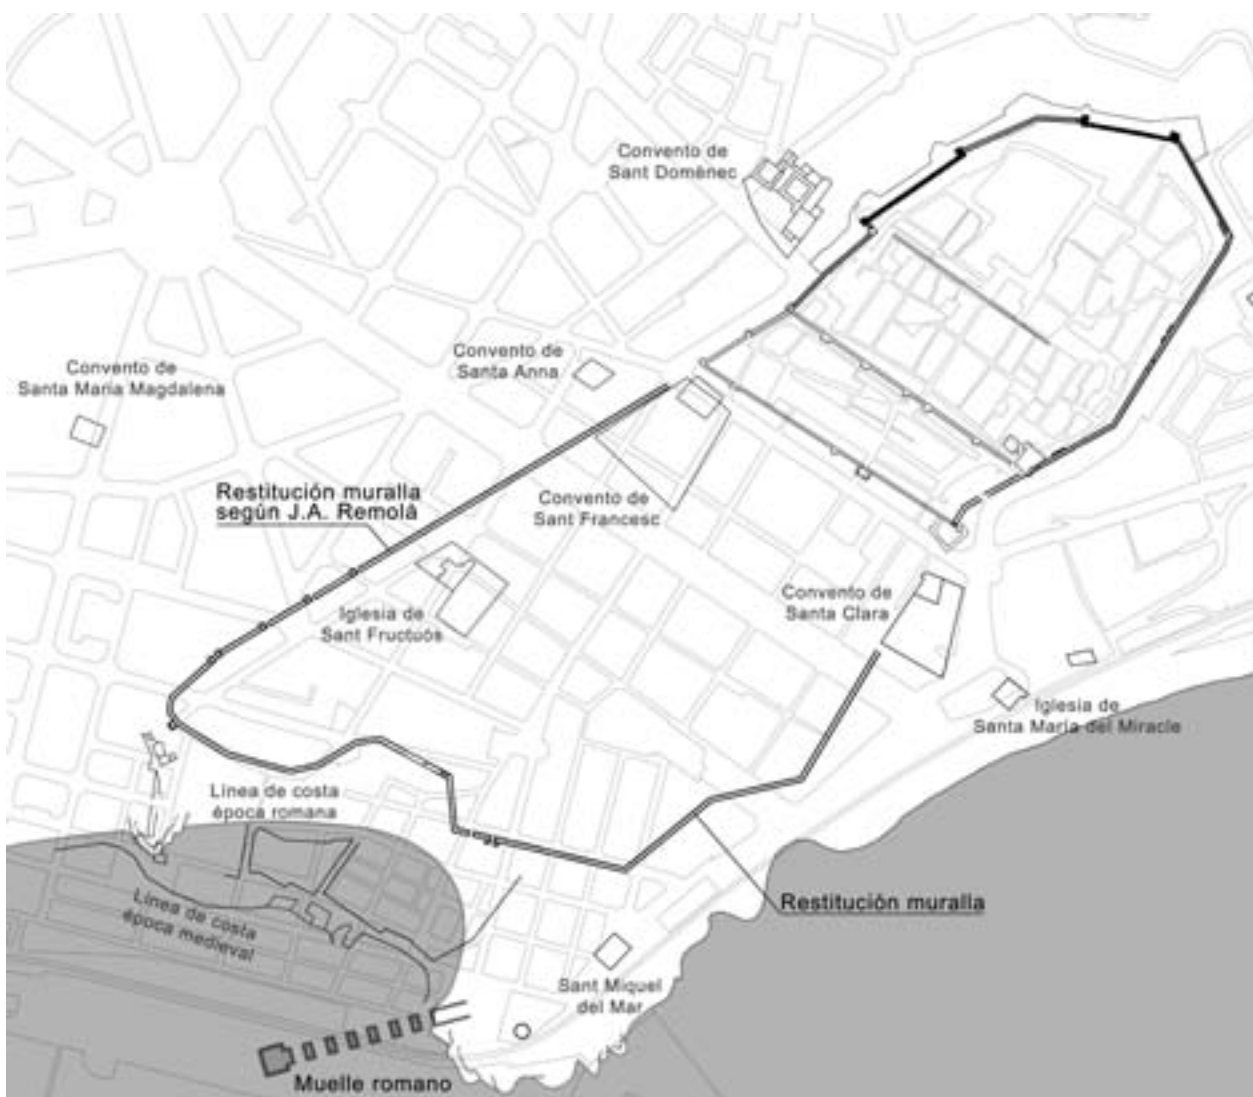 Convento de
Sant Domènec
Convento de
Santa Anna
Convento de
Santa Maria Magdalena
Restitución muralla
según J.A. Remolà
Convento de
Sant Francesc
Convento de
Santa Clara
Iglesia de
Sant Fructuós
Iglesia de
Santa María del Miracle
Línea de costa
época romana
Restitución muralla
Línea de costa
época medieval
Sant Miquel
del Mar
Muelle romano